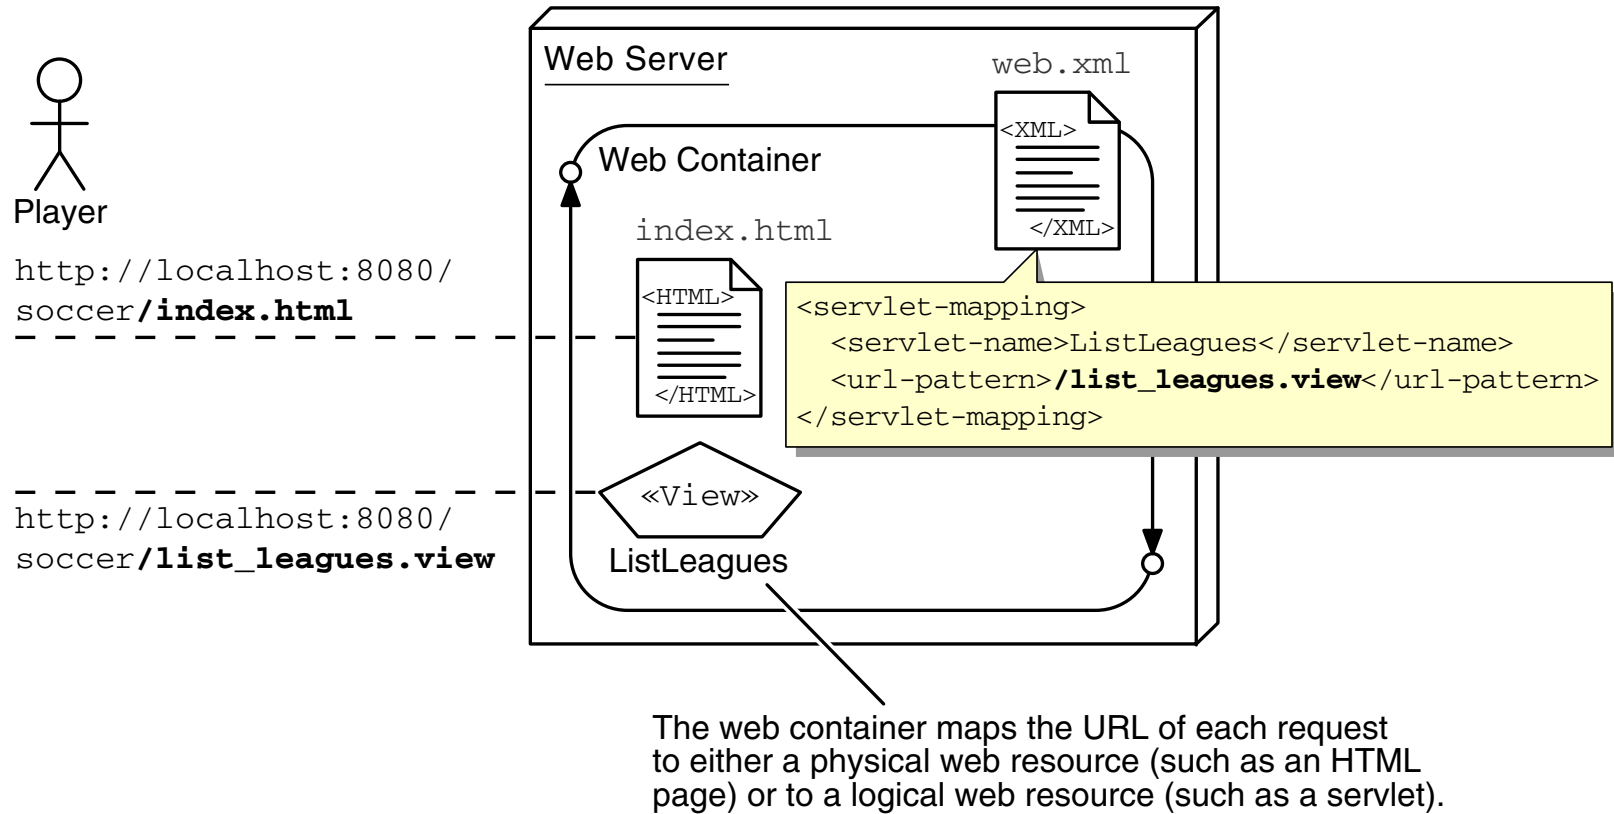 Web Server
web.xml
<XML>
</XML>
Web Container
Player
index.html
<HTML>
</HTML>
http://localhost:8080/
soccer/index.html
<servlet-mapping>
  <servlet-name>ListLeagues</servlet-name>
  <url-pattern>/list_leagues.view</url-pattern>
</servlet-mapping>
«View»
ListLeagues
http://localhost:8080/
soccer/list_leagues.view
The web container maps the URL of each request
to either a physical web resource (such as an HTML
page) or to a logical web resource (such as a servlet).